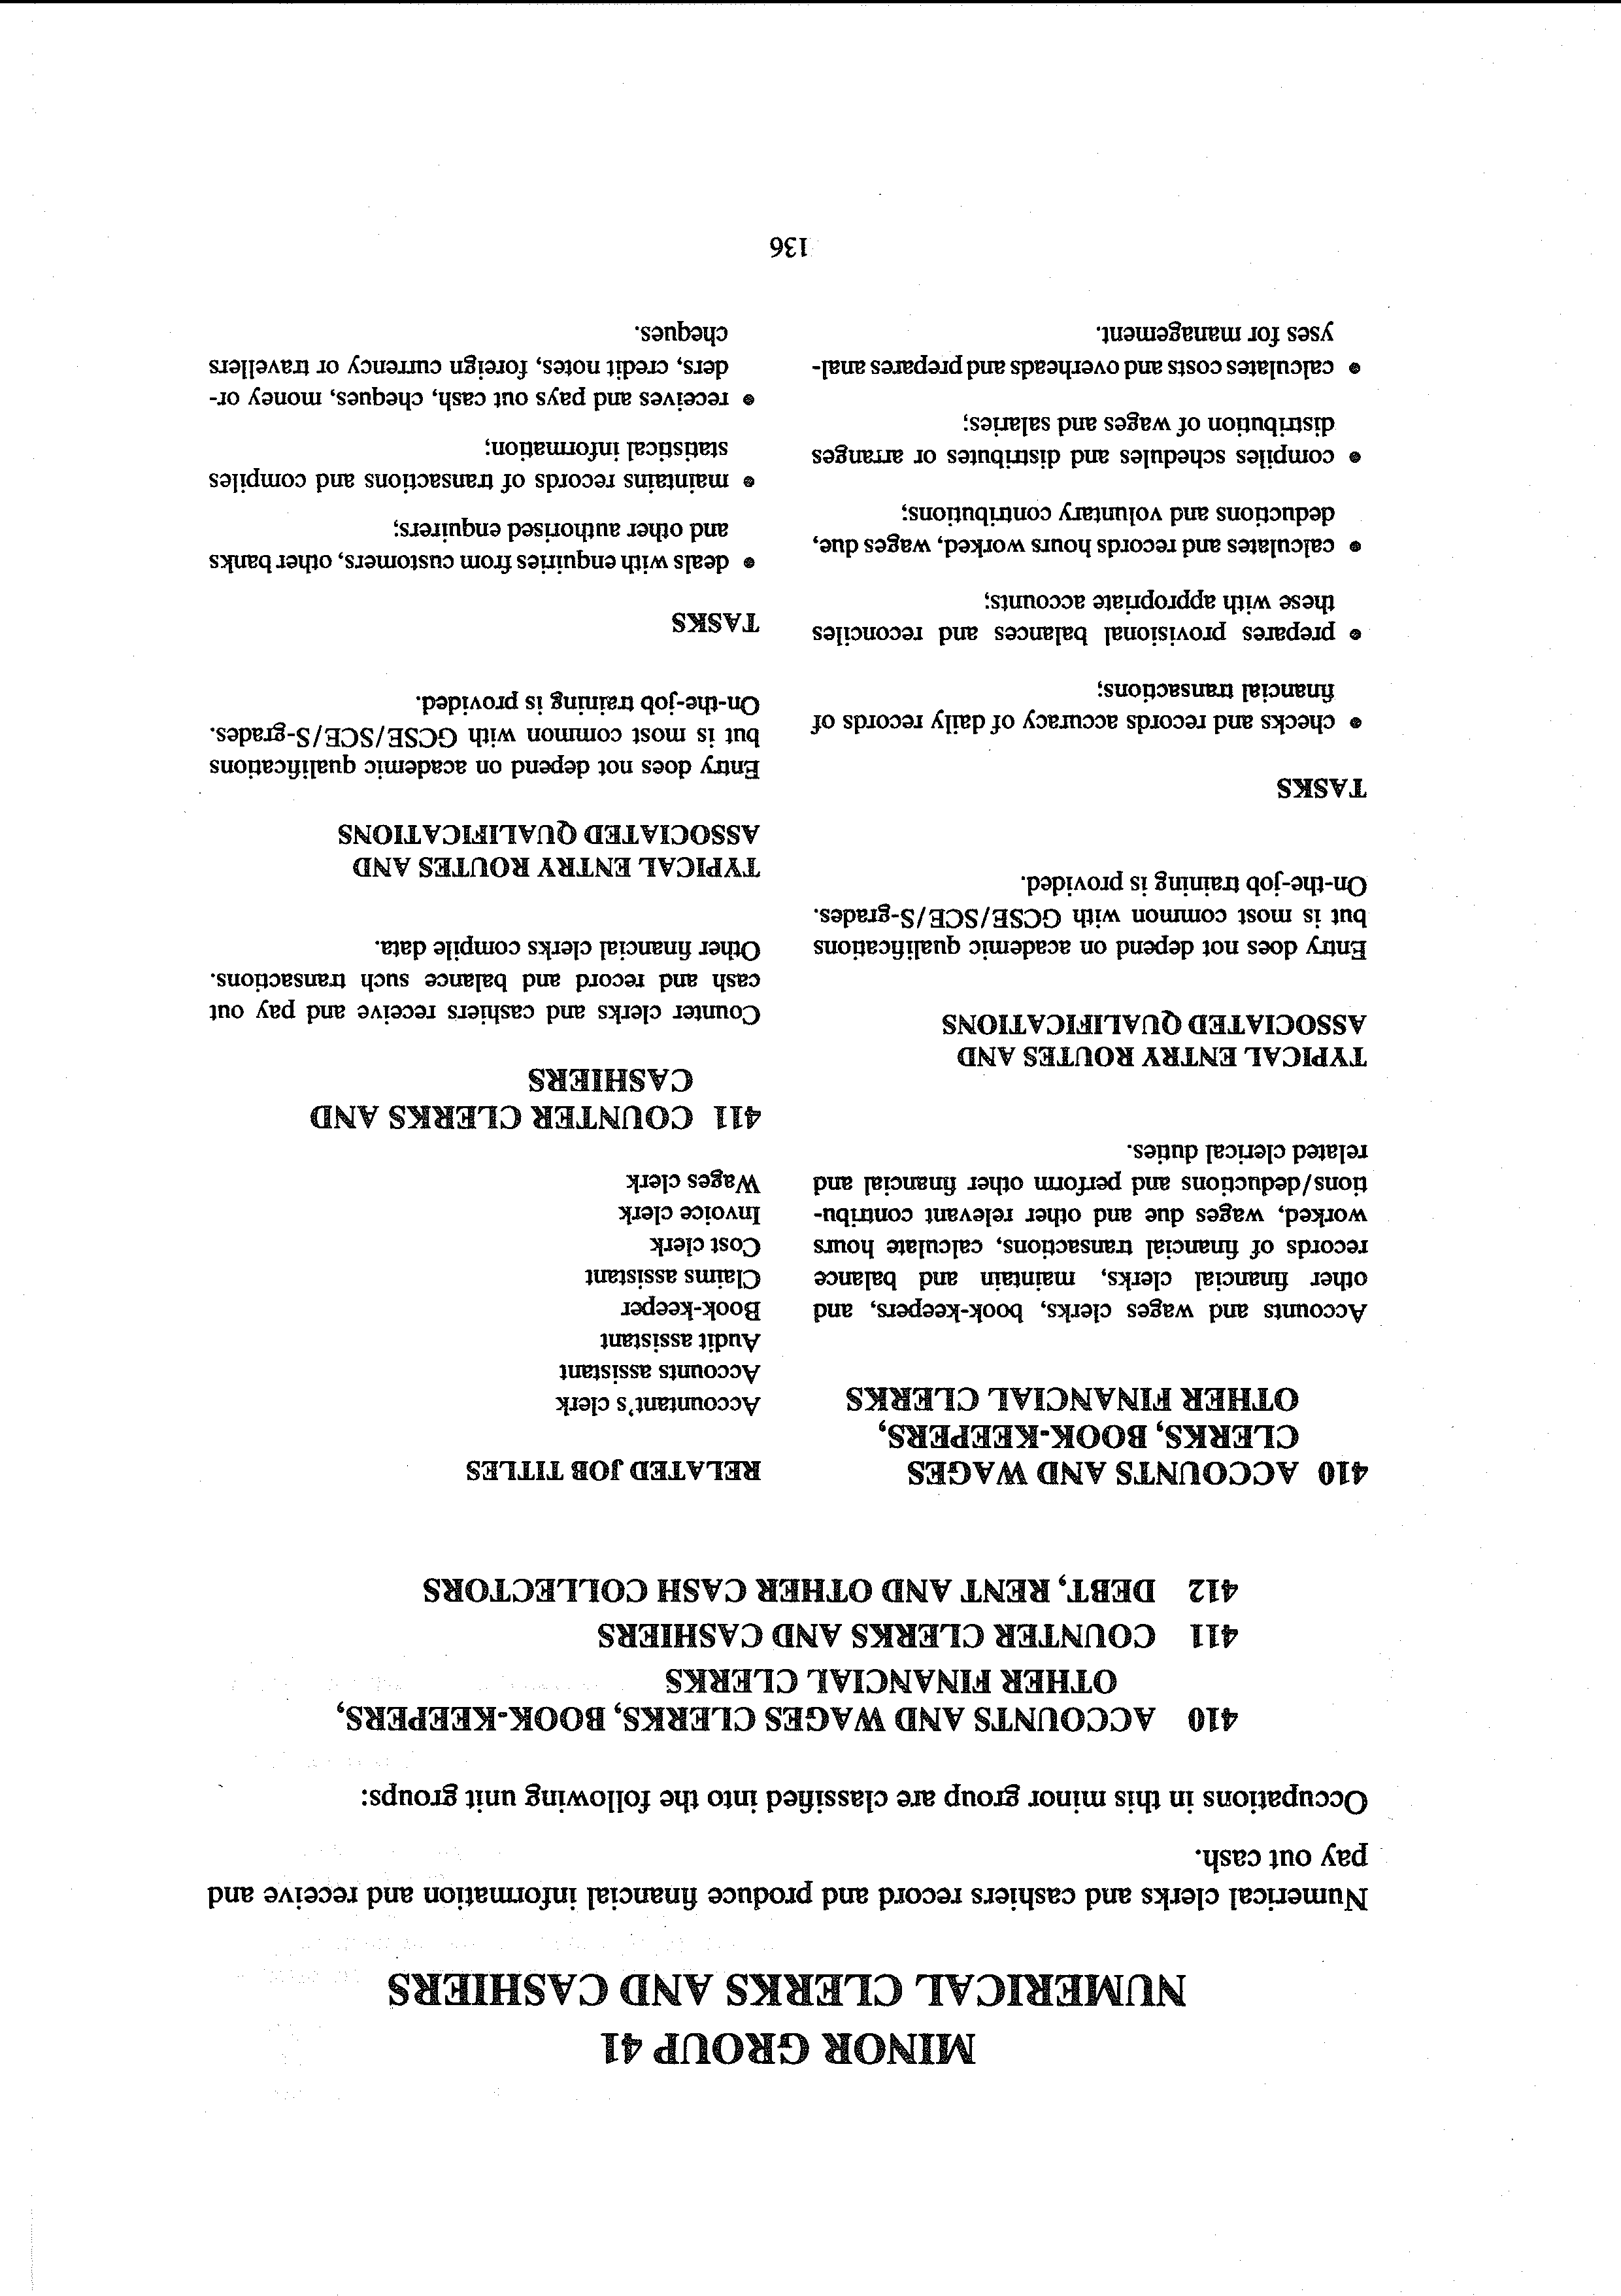 MINOR GROUP 41
NUMERICAL CLERKS AND CASHIERS
Numerical clerks and cashiers record and produce financial information and receive and
pay out cash.
Occupations in this minor group are classified into the following unit groups:
410 ACCOUNTS AND WAGES CLERKS, BOOK-KEEPERS,
OTHER FINANCIAL CLERKS
411 COUNTER CLERKS AND CASHIERS
412 DEBT, RENT AND OTHER CASH COLLECTORS
410 ACCOUNTS AND WAGES
CLERKS, BOOK-KEEPERS,
OTHER FINANCIAL CLERKS
Accounts and wages clerks, book-keepers, and
other financial clerks, maintain and balance
records of financial transactions, calculate hours
worked, wages due and other relevant contribu-
tions/deductions and perform other financial and
related clerical duties.
TYPICAL ENTRY ROUTES AND
ASSOCIATED QUALIFICATIONS
Entry does not depend on academic qualifications
but is most common with GCSE/SCE/S-grades.
On-the-job training is provided.
TASKS
• checks and records accuracy of daily records of
financial transactions;
• prepares provisional balances and reconciles
these with appropriate accounts;
• calculates and records hours worked, wages due,
deductions and voluntary contributions;
• compiles schedules and distributes or arranges
distribution of wages and salaries;
• calculates costs and overheads and prepares anal-
yses for management.
RELATED JOB TITLES
Accountant's clerk
Accounts assistant
Audit assistant
Book-keeper
Claims assistant
Cost clerk
Invoice clerk
Wages clerk
411 COUNTER CLERKS AND
CASHIERS
Counter clerks and cashiers receive and pay out
cash and record and balance such transactions.
Other financial clerks compile data.
TYPICAL ENTRY ROUTES AND
ASSOCIATED QUALIFICATIONS
Entry does not depend on academic qualifications
but is most common with GCSE/SCE/S-grades.
On-the-job training is provided.
TASKS
• deals with enquiries from customers, other banks
and other authorised enquirers;
• maintains records of transactions and compiles
statistical information;
• receives and pays out cash, cheques, money or-
ders, credit notes, foreign currency or travellers
cheques.
136